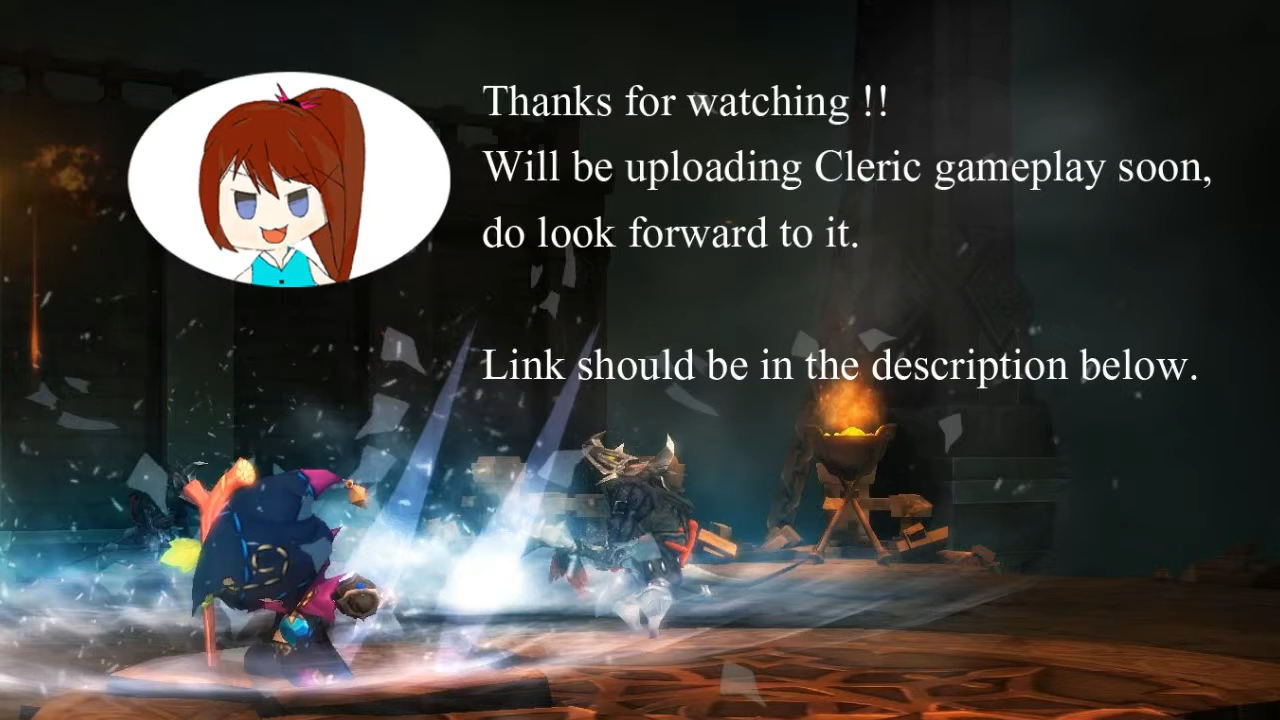 Thanks for watching !!
Will be uploading Cleric gameplay soon,
do look forward to it.
Link should be in the description below.